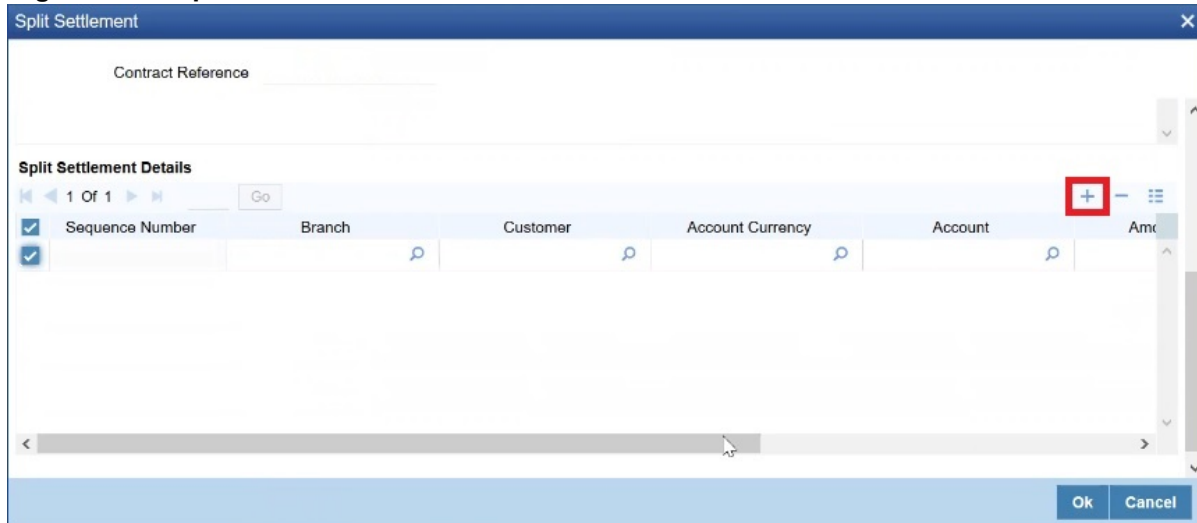 Split Settlement
Contract Reference
Split Settlement Details
1 Of 1 Go
Sequence Number Branch Customer Account Currency Account Amo
Ok Cancel